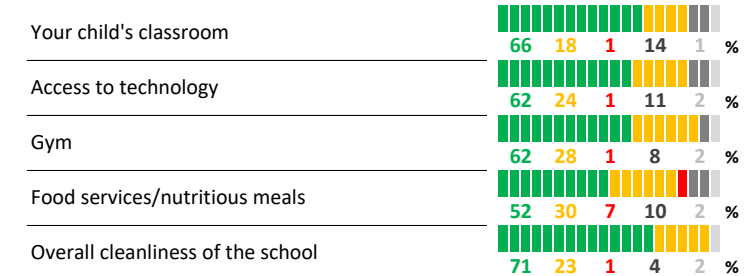 Your child's classroom
66 18 1 14 1 %
Access to technology
62 24 1 11 2 %
Gym
62 28 1 8 2 %
Food services/nutritious meals
52 30 7 10 2 %
Overall cleanliness of the school
71 23 1 4 2 %